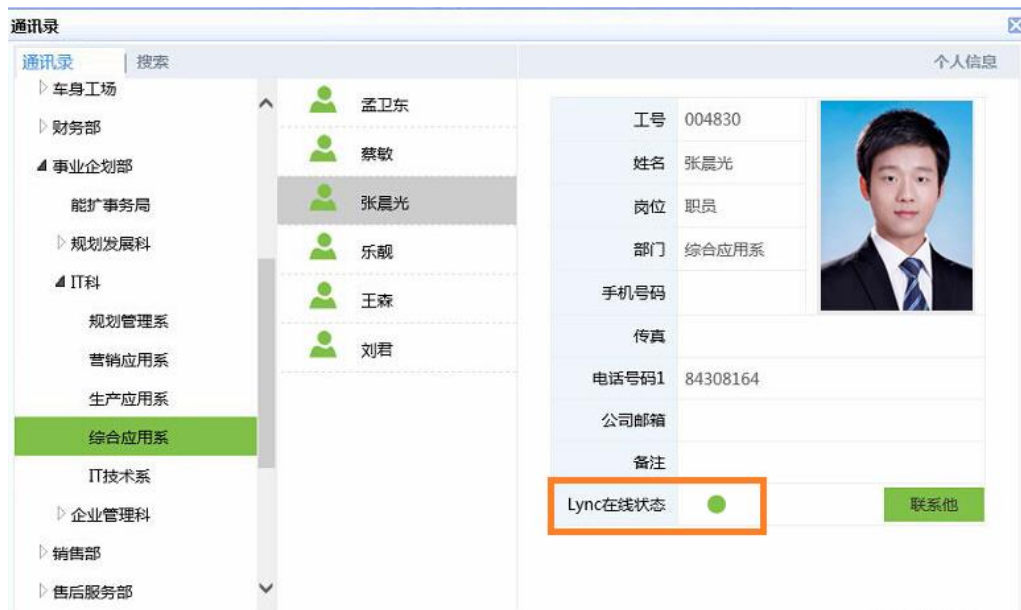 通讯录
通讯录 搜索 个人信息
车身工场
财务部
事业企划部
能扩事务局
规划发展科
IT科
规划管理系
营销应用系
生产应用系
综合应用系
IT技术系
企业管理科
销售部
售后服务部
孟卫东
蔡敏
张晨光
乐靓
王森
刘君
工号 004830
姓名 张晨光
岗位 职员
部门 综合应用系
手机号码
传真
电话号码1 84308164
公司邮箱
备注
Lync在线状态 联系他